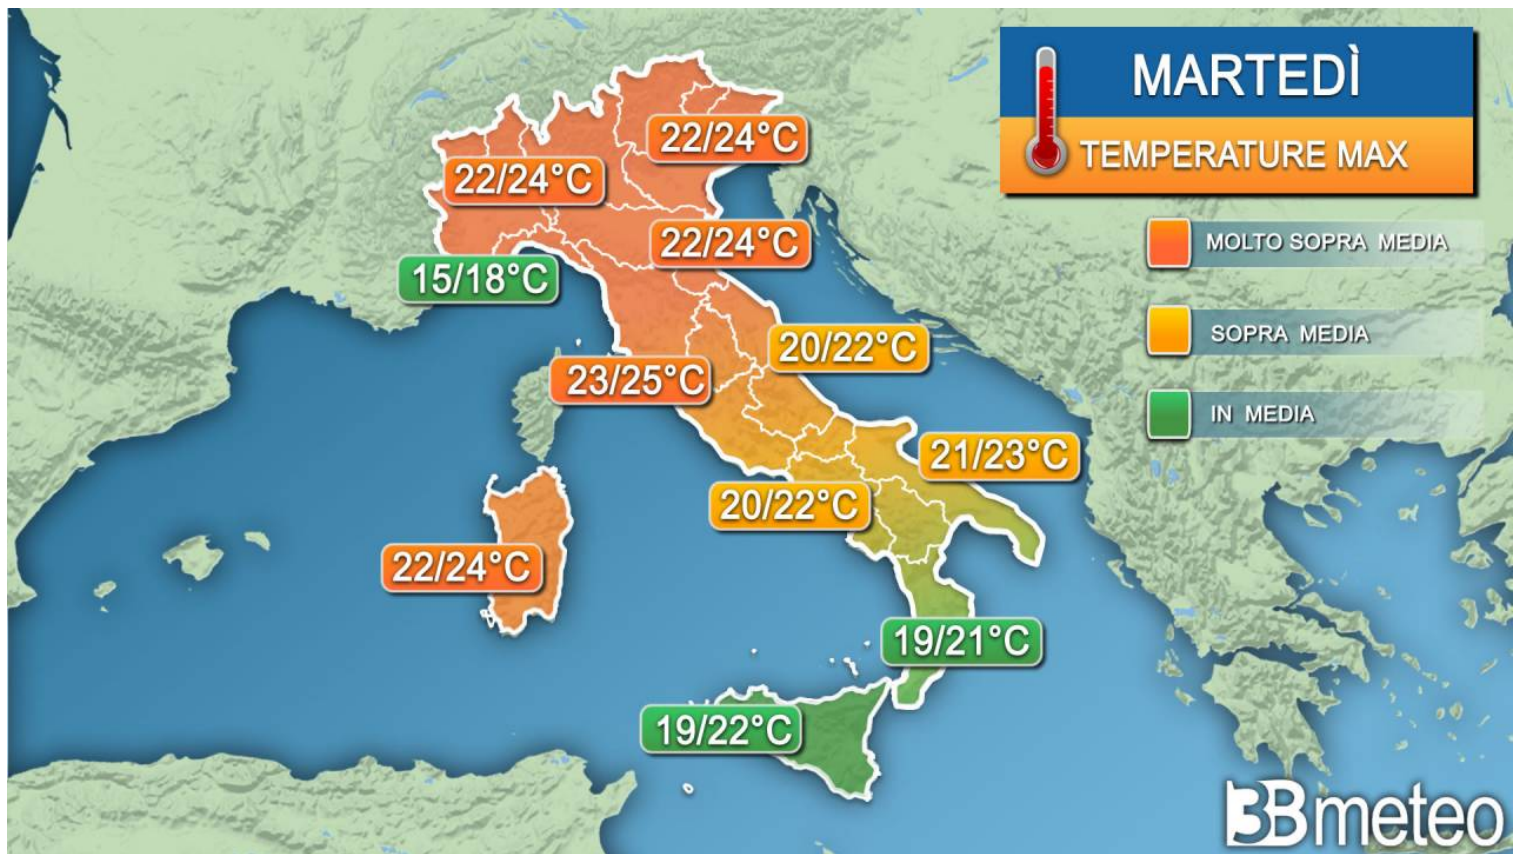 MARTEDÌ
TEMPERATURE MAX
22/24°C
22/24°C
22/24°C
15/18°C
20/22°C
23/25°C
21/23°C
20/22°C
22/24°C
19/21°C
19/22°C
MOLTO SOPRA MEDIA
SOPRA MEDIA
IN MEDIA
3Bmeteo